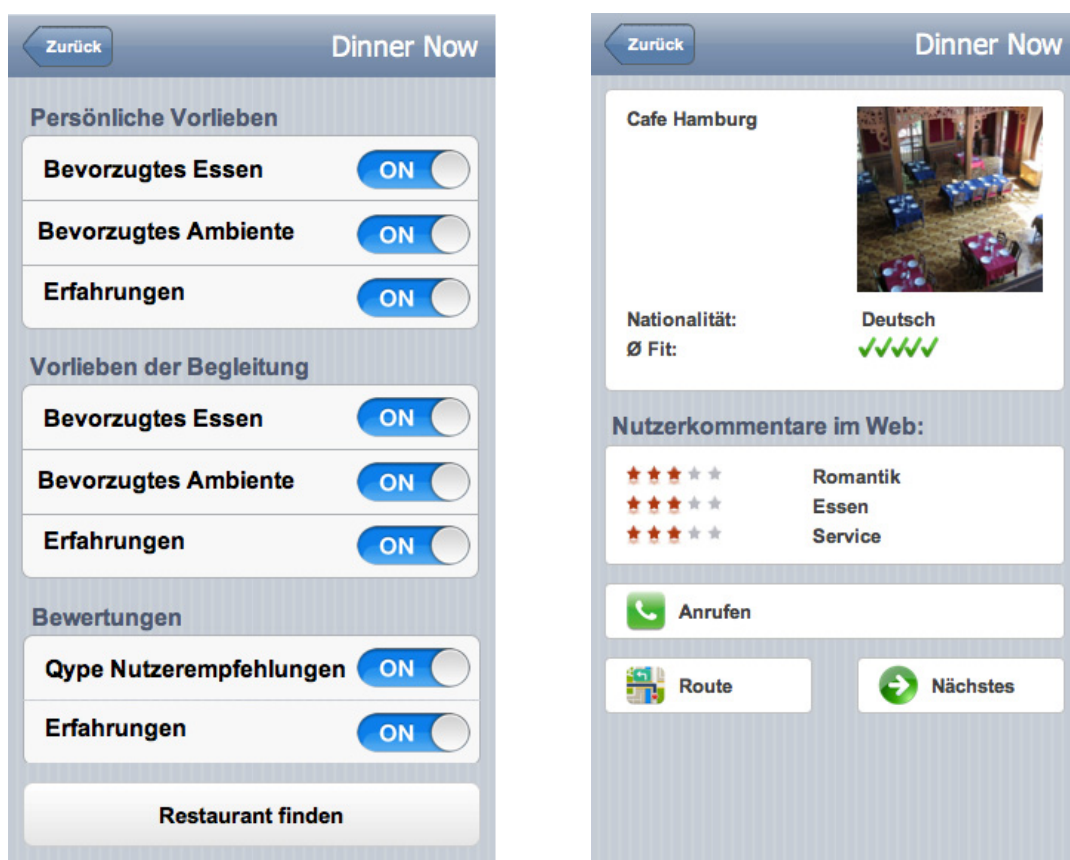 Zurück
Dinner Now
Persönliche Vorlieben
Bevorzugtes Essen ON
Bevorzugtes Ambiente ON
Erfahrungen ON
Vorlieben der Begleitung
Bevorzugtes Essen ON
Bevorzugtes Ambiente ON
Erfahrungen ON
Bewertungen
Qype Nutzerempfehlungen ON
Erfahrungen ON
Restaurant finden
Zurück
Dinner Now
Cafe Hamburg
Nationalität: Deutsch
Ø Fit:
Nutzerkommentare im Web:
Romantik
Essen
Service
Anrufen
Route
Nächstes